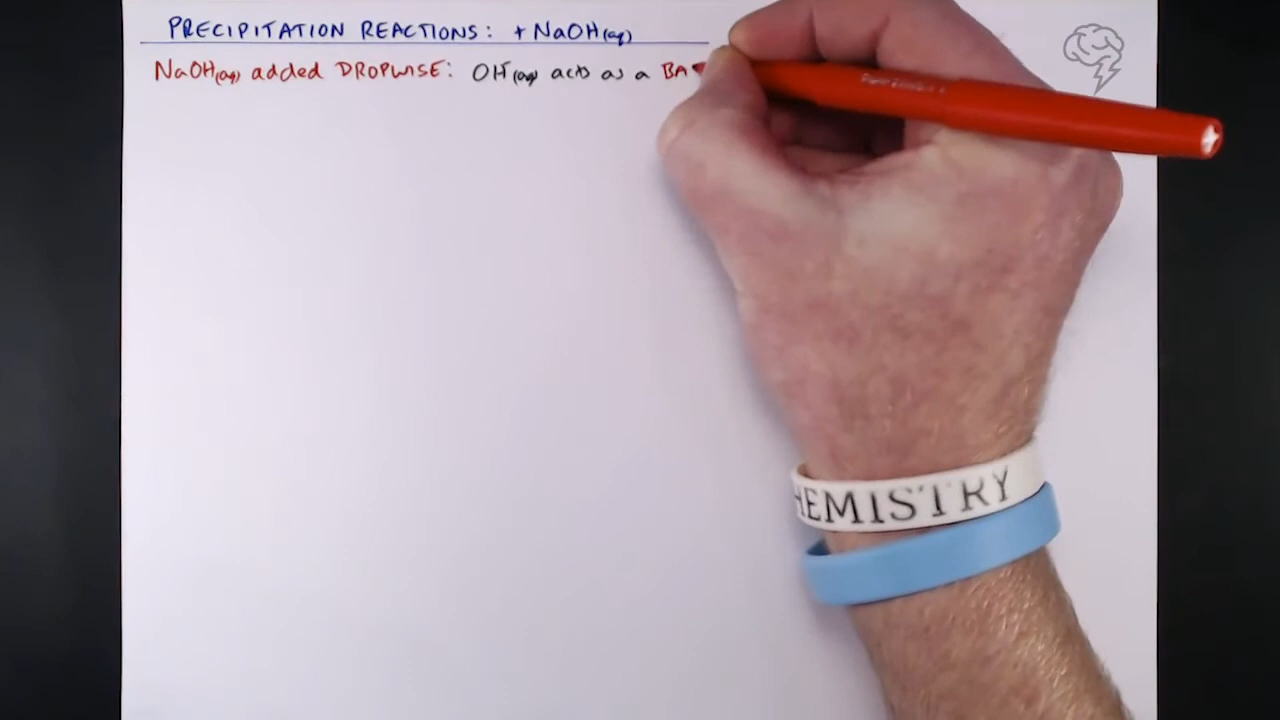 PRECIPITATION REACTIONS: + NaOH(aq)
NaOH(aq) added DROPWISE: OH⁻(aq) acts as a BA
HEMISTRY